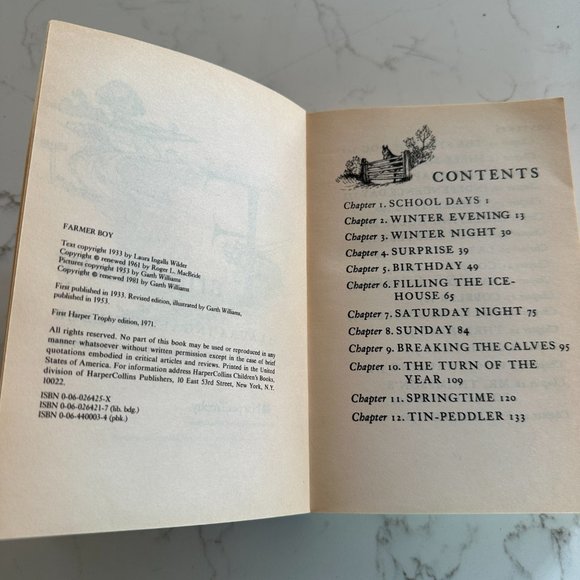 FARMER BOY
Text copyright 1933 by Laura Ingalls Wilder
Copyright © renewed 1961 by Roger L. MacBride
Pictures copyright 1953 by Garth Williams
Copyright © renewed 1981 by Garth Williams
First published in 1933. Revised edition, illustrated by Garth Williams,
published in 1953.
First Harper Trophy edition, 1971.
All rights reserved. No part of this book may be used or reproduced in any
manner whatsoever without written permission except in the case of brief
quotations embodied in critical articles and reviews. Printed in the United
States of America. For information address HarperCollins Children's Books, a
division of HarperCollins Publishers, 10 East 53rd Street, New York, N.Y.
10022.
ISBN 0-06-026425-X
ISBN 0-06-026421-7 (lib. bdg.)
ISBN 0-06-440003-4 (pbk.)
CONTENTS
Chapter 1. SCHOOL DAYS 1
Chapter 2. WINTER EVENING 13
Chapter 3. WINTER NIGHT 30
Chapter 4. SURPRISE 39
Chapter 5. BIRTHDAY 49
Chapter 6. FILLING THE ICE-
HOUSE 65
Chapter 7. SATURDAY NIGHT 75
Chapter 8. SUNDAY 84
Chapter 9. BREAKING THE CALVES 95
Chapter 10. THE TURN OF THE
YEAR 109
Chapter 11. SPRINGTIME 120
Chapter 12. TIN-PEDDLER 133